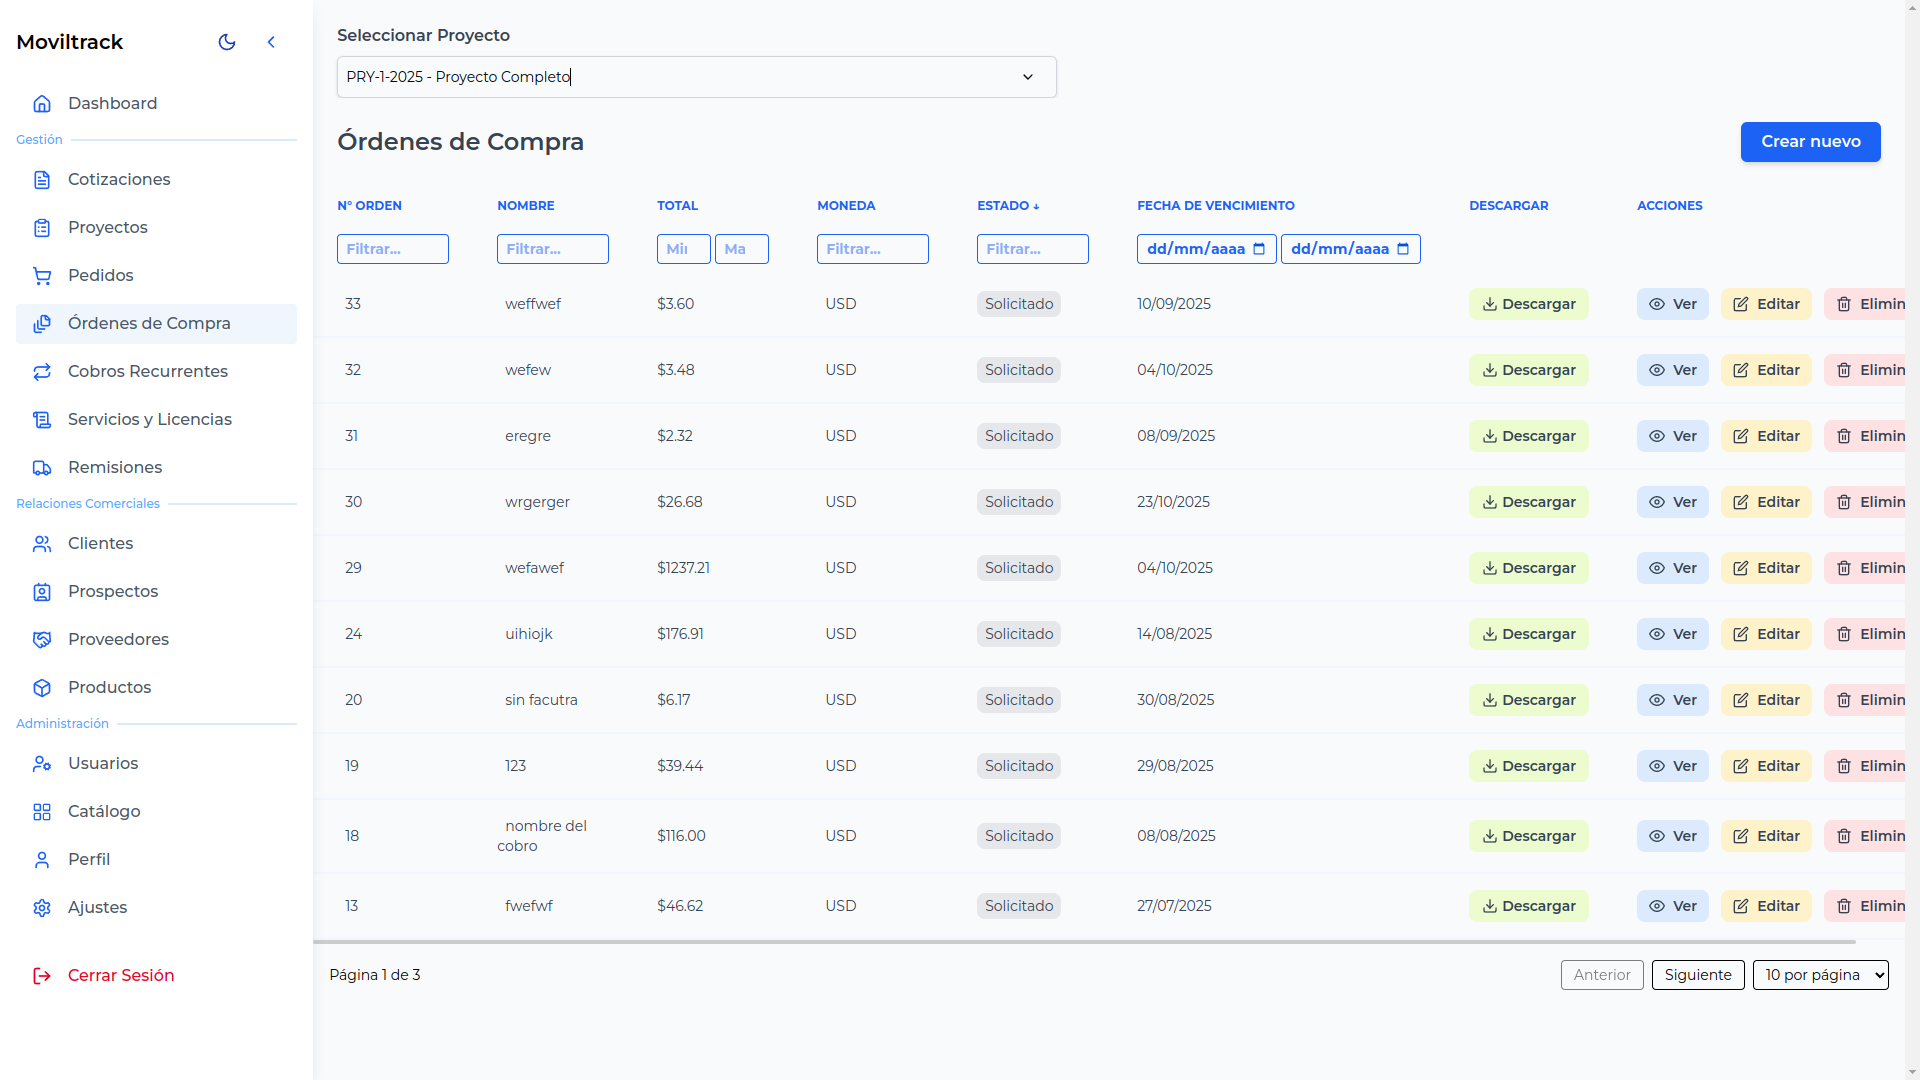 Moviltrack
Dashboard
Gestión
Cotizaciones
Proyectos
Pedidos
Órdenes de Compra
Cobros Recurrentes
Servicios y Licencias
Remisiones
Relaciones Comerciales
Clientes
Prospectos
Proveedores
Productos
Administración
Usuarios
Catálogo
Perfil
Ajustes
Cerrar Sesión
Seleccionar Proyecto
PRY-1-2025 - Proyecto Completo
Órdenes de Compra
Crear nuevo
N° ORDEN NOMBRE TOTAL MONEDA ESTADO ↓ FECHA DE VENCIMIENTO DESCARGAR ACCIONES
Filtrar... Filtrar... Mii Ma Filtrar... Filtrar... dd/mm/aaaa dd/mm/aaaa
33 weffwef $3.60 USD Solicitado 10/09/2025 Descargar Ver Editar Elimin
32 wefew $3.48 USD Solicitado 04/10/2025 Descargar Ver Editar Elimin
31 eregre $2.32 USD Solicitado 08/09/2025 Descargar Ver Editar Elimin
30 wrgerger $26.68 USD Solicitado 23/10/2025 Descargar Ver Editar Elimin
29 wefawef $1237.21 USD Solicitado 04/10/2025 Descargar Ver Editar Elimin
24 uihiojk $176.91 USD Solicitado 14/08/2025 Descargar Ver Editar Elimin
20 sin facutra $6.17 USD Solicitado 30/08/2025 Descargar Ver Editar Elimin
19 123 $39.44 USD Solicitado 29/08/2025 Descargar Ver Editar Elimin
18 nombre del cobro $116.00 USD Solicitado 08/08/2025 Descargar Ver Editar Elimin
13 fwefwf $46.62 USD Solicitado 27/07/2025 Descargar Ver Editar Elimin
Página 1 de 3
Anterior Siguiente 10 por página